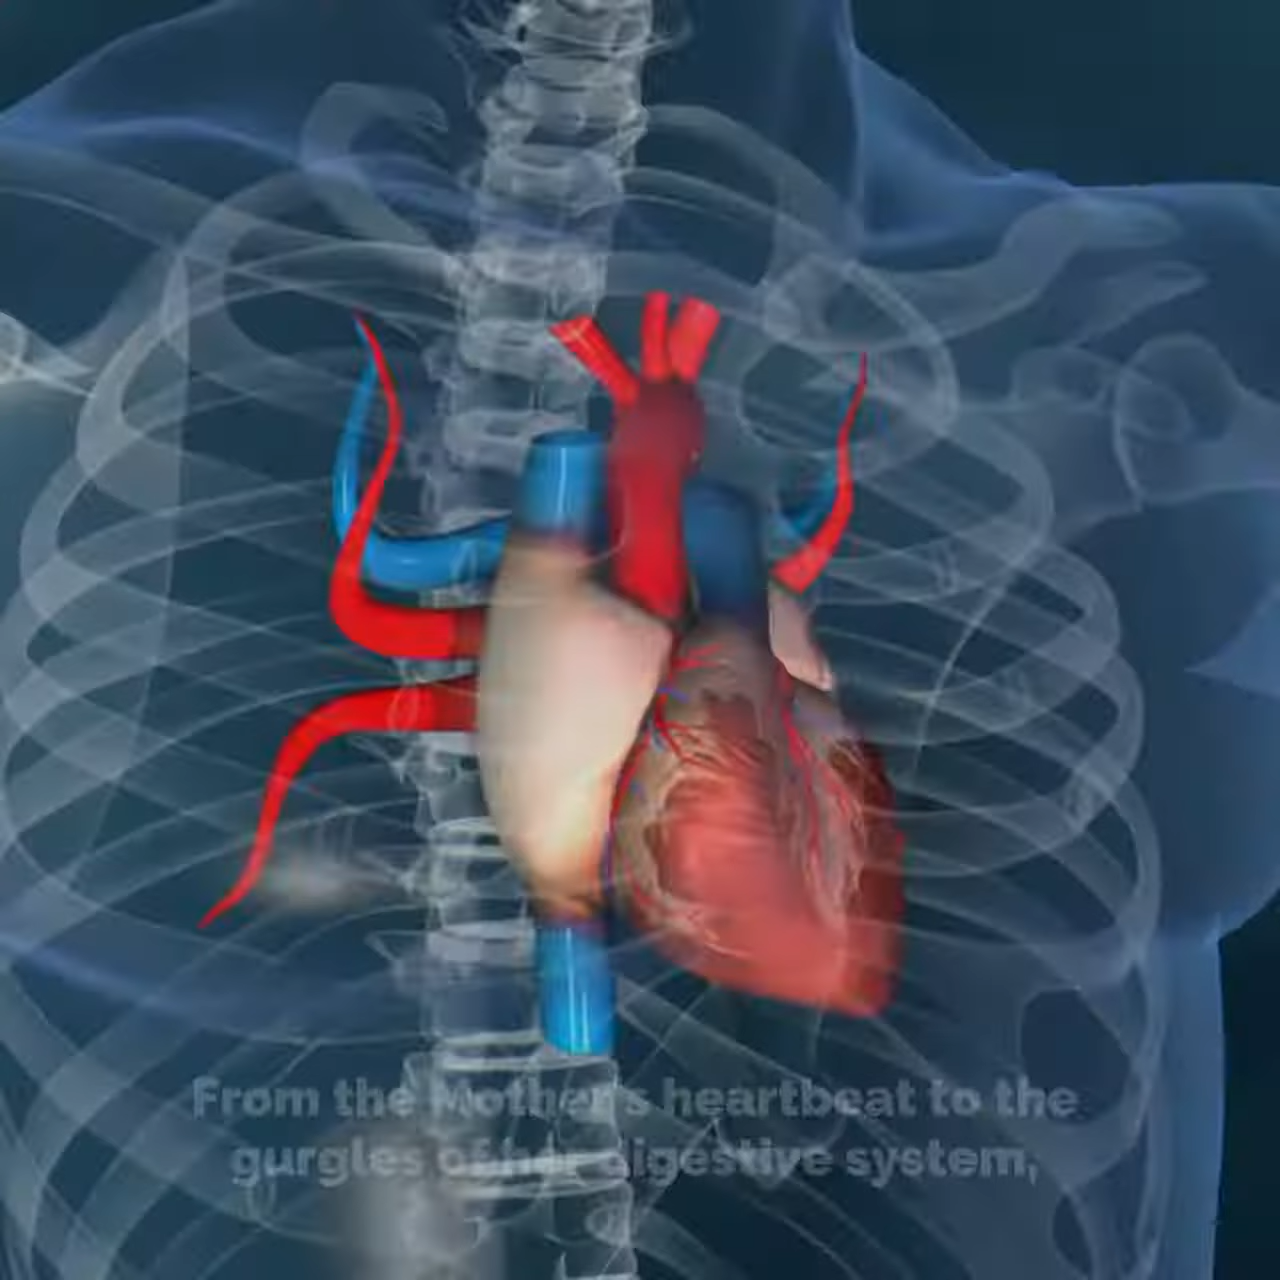 From the Mother's heartbeat to the
gurgles of her digestive system,